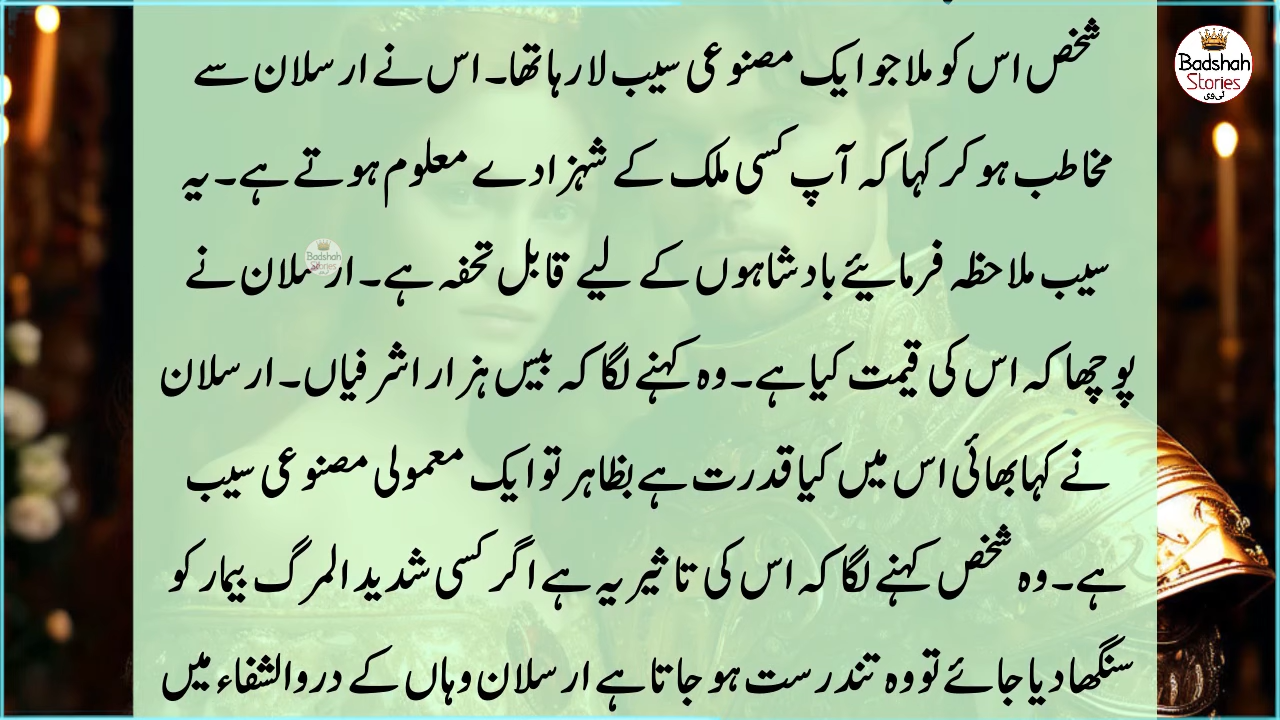 شخص اس کو ملا جو ایک مصنوعی سیب لا رہا تھا۔ اس نے ارسلان سے
مخاطب ہو کر کہا کہ آپ کسی ملک کے شہزادے معلوم ہوتے ہے۔ یہ
سیب ملاحظہ فرمایئے بادشاہوں کے لیے قابل تحفہ ہے۔ ارسلان نے
پوچھا کہ اس کی قیمت کیا ہے۔ وہ کہنے لگا کہ بیس ہزار اشرفیاں۔ ارسلان
نے کہا بھائی اس میں کیا قدرت ہے بظاہر تو ایک معمولی مصنوعی سیب
ہے۔ وہ شخص کہنے لگا کہ اس کی تاثیر یہ ہے اگر کسی شدید المرگ بیمار کو
سنگھا دیا جائے تو وہ تندرست ہو جاتا ہے ارسلان وہاں کے دروالشفاء میں
Badshah
Stories
ٹی وی
Badshah
Stories